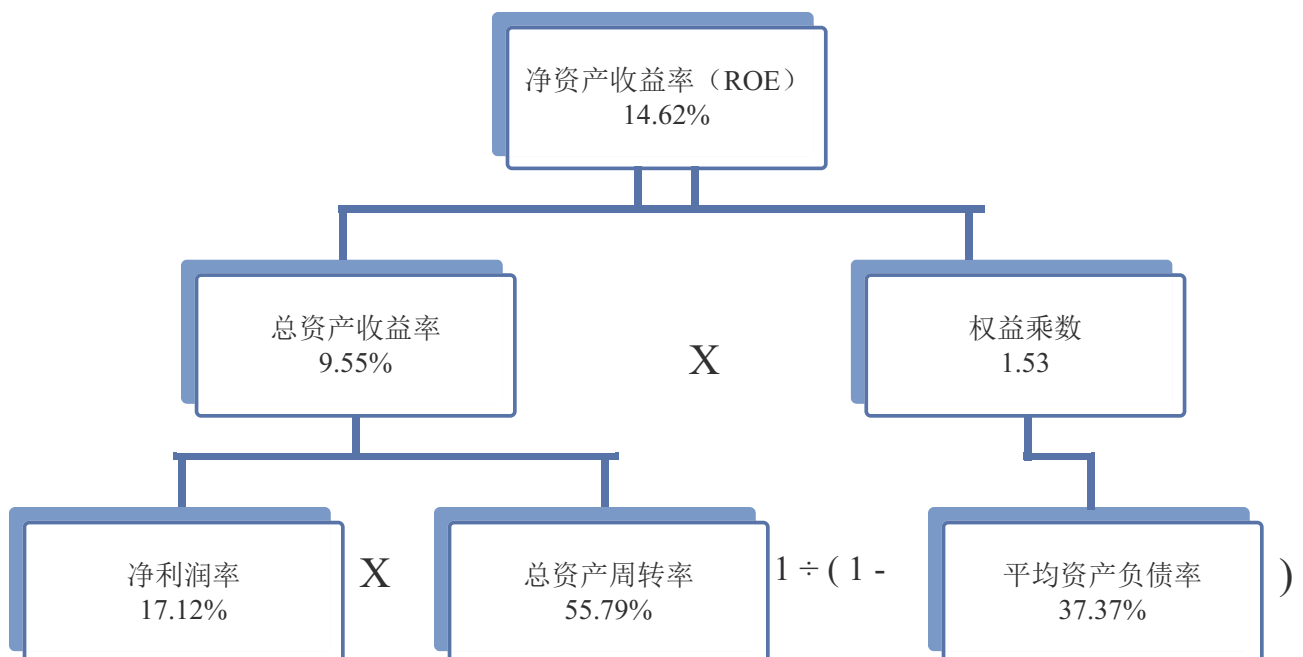 净资产收益率（ROE）
14.62%
总资产收益率
9.55%
X
权益乘数
1.53
净利润率
17.12%
X
总资产周转率
55.79%
1 ÷ ( 1 -
平均资产负债率
37.37%
)